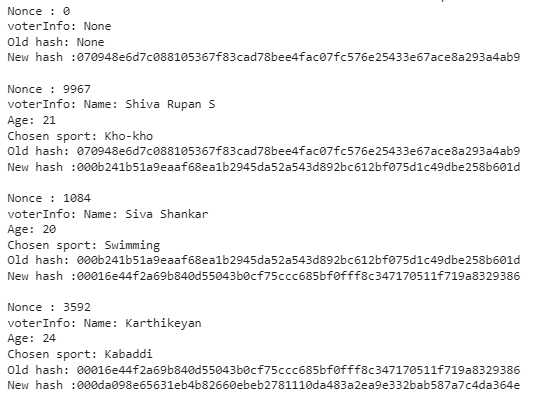 Nonce : 0
voterInfo: None
Old hash: None
New hash :070948e6d7c088105367f83cad78bee4fac07fc576e25433e67ace8a293a4ab9
Nonce : 9967
voterInfo: Name: Shiva Rupan S
Age: 21
Chosen sport: Kho-kho
Old hash: 070948e6d7c088105367f83cad78bee4fac07fc576e25433e67ace8a293a4ab9
New hash :000b241b51a9eaaf68ea1b2945da52a543d892bc612bf075d1c49dbe258b601d
Nonce : 1084
voterInfo: Name: Siva Shankar
Age: 20
Chosen sport: Swimming
Old hash: 000b241b51a9eaaf68ea1b2945da52a543d892bc612bf075d1c49dbe258b601d
New hash :00016e44f2a69b840d55043b0cf75ccc685bf0fff8c347170511f719a8329386
Nonce : 3592
voterInfo: Name: Karthikeyan
Age: 24
Chosen sport: Kabaddi
Old hash: 00016e44f2a69b840d55043b0cf75ccc685bf0fff8c347170511f719a8329386
New hash :000da098e65631eb4b82660ebeb2781110da483a2ea9e332bab587a7c4da364e